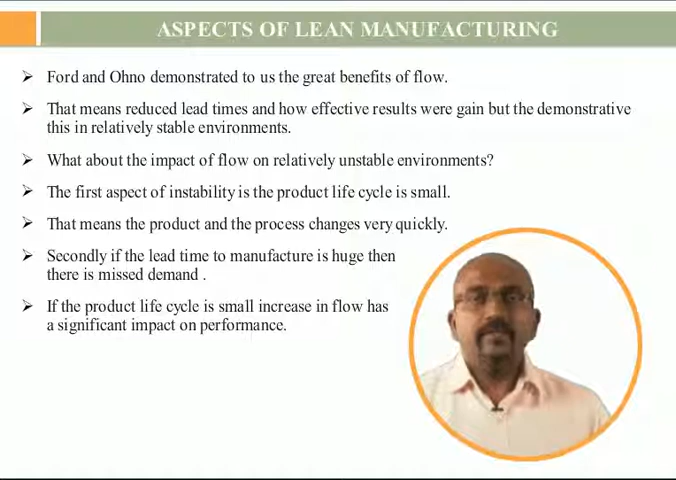 ASPECTS OF LEAN MANUFACTURING
Ford and Ohno demonstrated to us the great benefits of flow.
That means reduced lead times and how effective results were gain but the demonstrative
this in relatively stable environments.
What about the impact of flow on relatively unstable environments?
The first aspect of instability is the product life cycle is small.
That means the product and the process changes very quickly.
Secondly if the lead time to manufacture is huge then
there is missed demand .
If the product life cycle is small increase in flow has
a significant impact on performance.